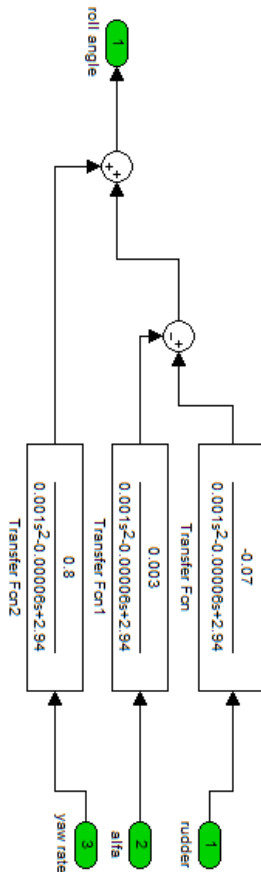 -0.07
0.001s²-0.00006s+2.94
Transfer Fcn
1
rudder
+
-
0.003
0.001s²-0.00006s+2.94
Transfer Fcn1
2
alfa
1
roll angle
+
+
0.8
0.001s²-0.00006s+2.94
Transfer Fcn2
3
yaw rate